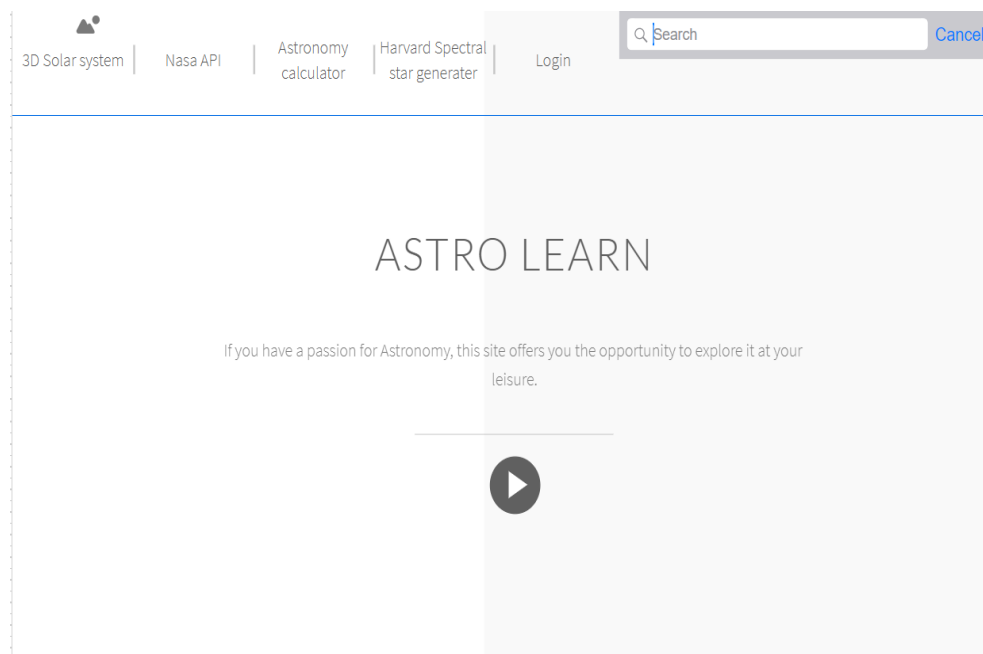 3D Solar system
Nasa API
Astronomy
calculator
Harvard Spectral
star generater
Login
Search
Cancel
ASTRO LEARN
If you have a passion for Astronomy, this site offers you the opportunity to explore it at your
leisure.